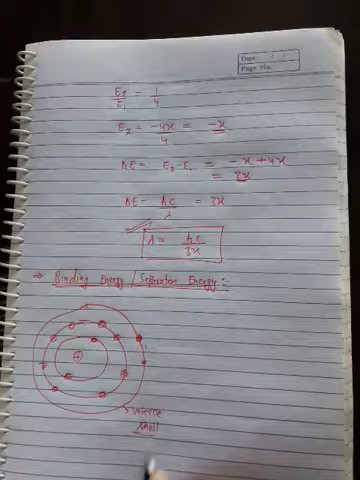 Date: / /
Page No.
E2/E1 = 1/4
E2 = -4x/4 = -x
ΔE = E2 - E1 = -x + 4x
= 3x
ΔE = hc/λ = 3x
λ = hc/3x
⇒ Binding Energy / Separation Energy :-
+
valence
shell